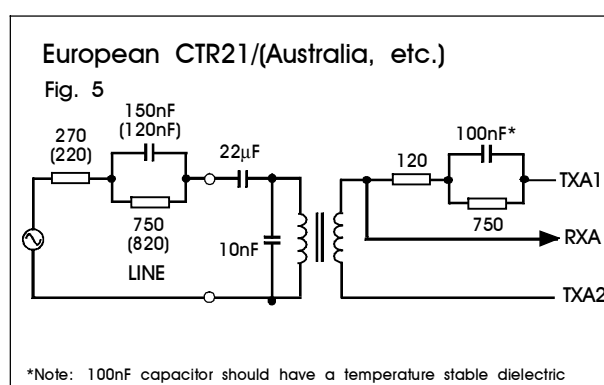 European CTR21/(Australia, etc.)
Fig. 5
150nF
(120nF)
270
(220)
22μF
100nF*
120
TXA1
750
(820)
750
10nF
RXA
LINE
TXA2
*Note: 100nF capacitor should have a temperature stable dielectric